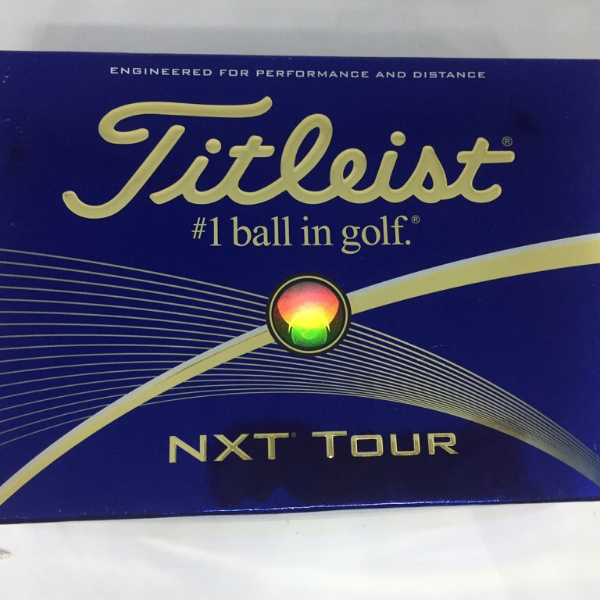 ENGINEERED FOR PERFORMANCE AND DISTANCE
Titleist®
#1 ball in golf.®
NXT® TOUR